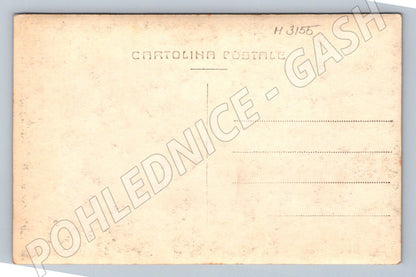 H 3155
CARTOLINA POSTALE
POHLEDNICE - GASH